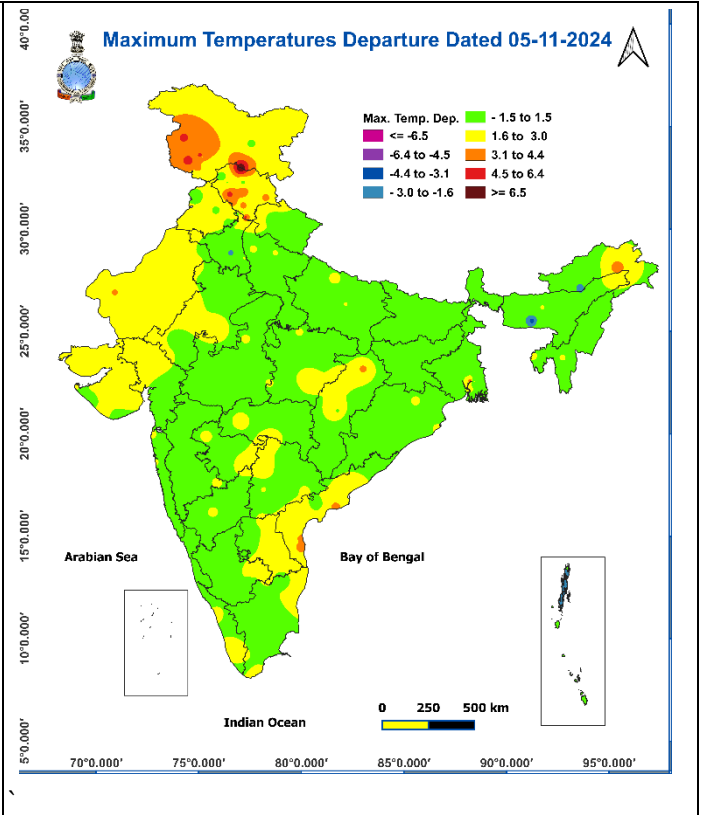 Maximum Temperatures Departure Dated 05-11-2024
Max. Temp. Dep.
<= -6.5
-6.4 to -4.5
-4.4 to -3.1
- 3.0 to -1.6
- 1.5 to 1.5
1.6 to 3.0
3.1 to 4.4
4.5 to 6.4
>= 6.5
40°0.00
35°0.000'
30°0.000'
25°0.000'
20°0.000'
15°0.000'
10°0.000'
5°0.000'
Arabian Sea
Bay of Bengal
Indian Ocean
0 250 500 km
70°0.000' 75°0.000' 80°0.000' 85°0.000' 90°0.000' 95°0.000'
`